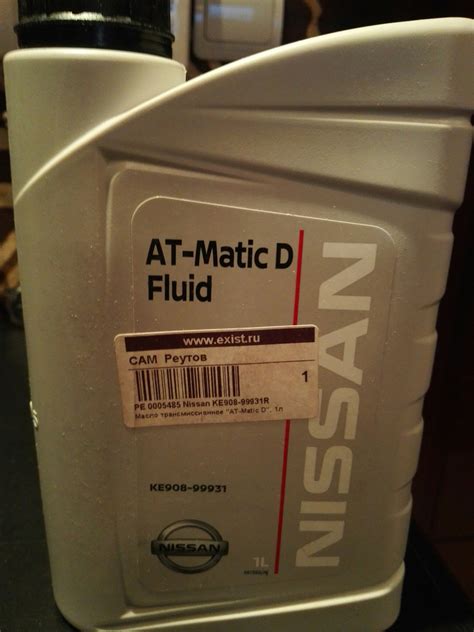 AT-Matic D
Fluid
NISSAN
www.exist.ru
САМ Реутов
1
PE 0005485 Nissan KE908-99931R
Масло трансмиссионное "AT-Matic D", 1л
KE908-99931
NISSAN
1L